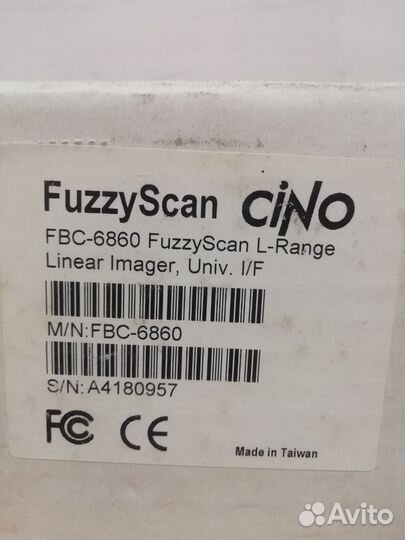 FuzzyScan CiNO
FBC-6860 FuzzyScan L-Range
Linear Imager, Univ. I/F
M/N:FBC-6860
S/N: A4180957
FC CE
Made in Taiwan
Avito